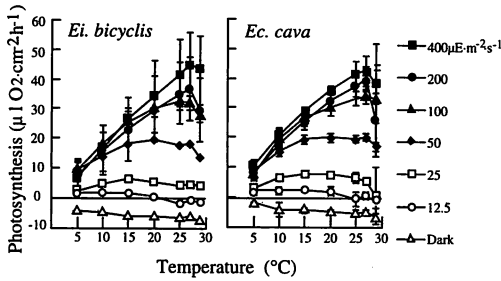 Photosynthesis (μ l O2·cm-2h-1)
60
50
40
30
20
10
0
-10
Ei. bicyclis
Ec. cava
5 10 15 20 25 30
5 10 15 20 25 30
Temperature (°C)
400μE·m-2s-1
200
100
50
25
12.5
Dark